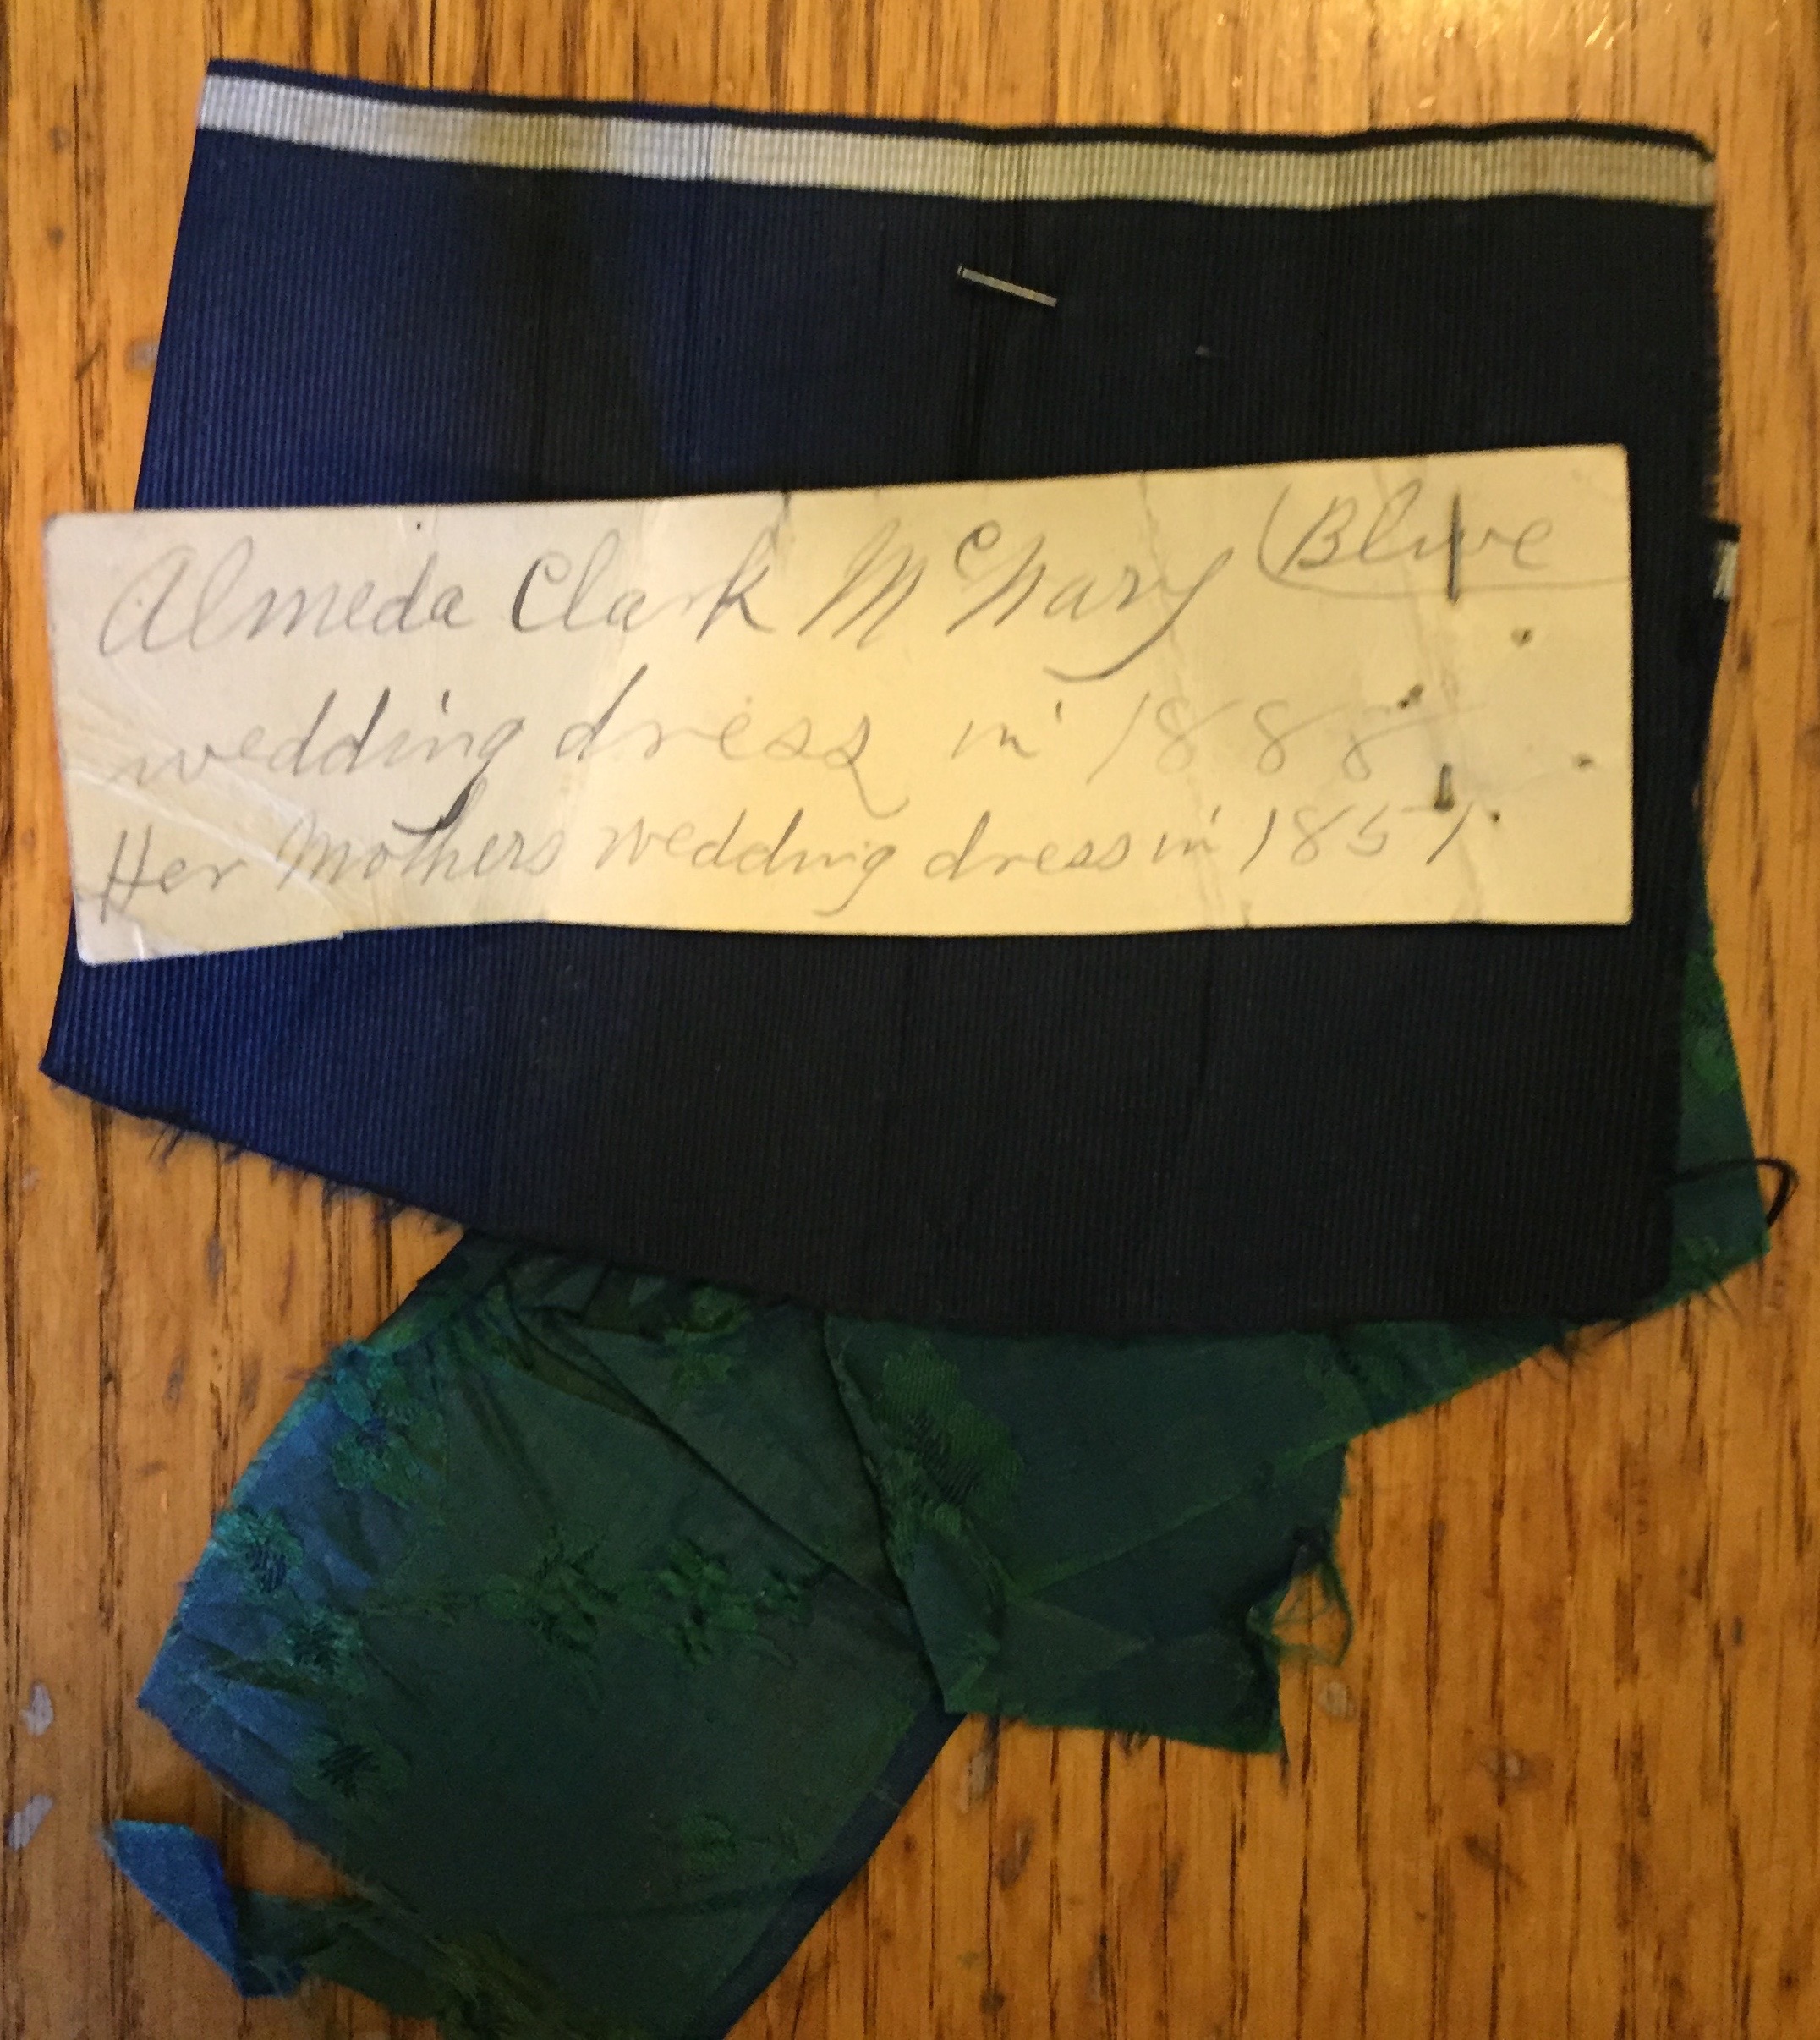 Almeda Clark McNary (Blue
wedding dress in 1888
Her Mothers wedding dress in 1857